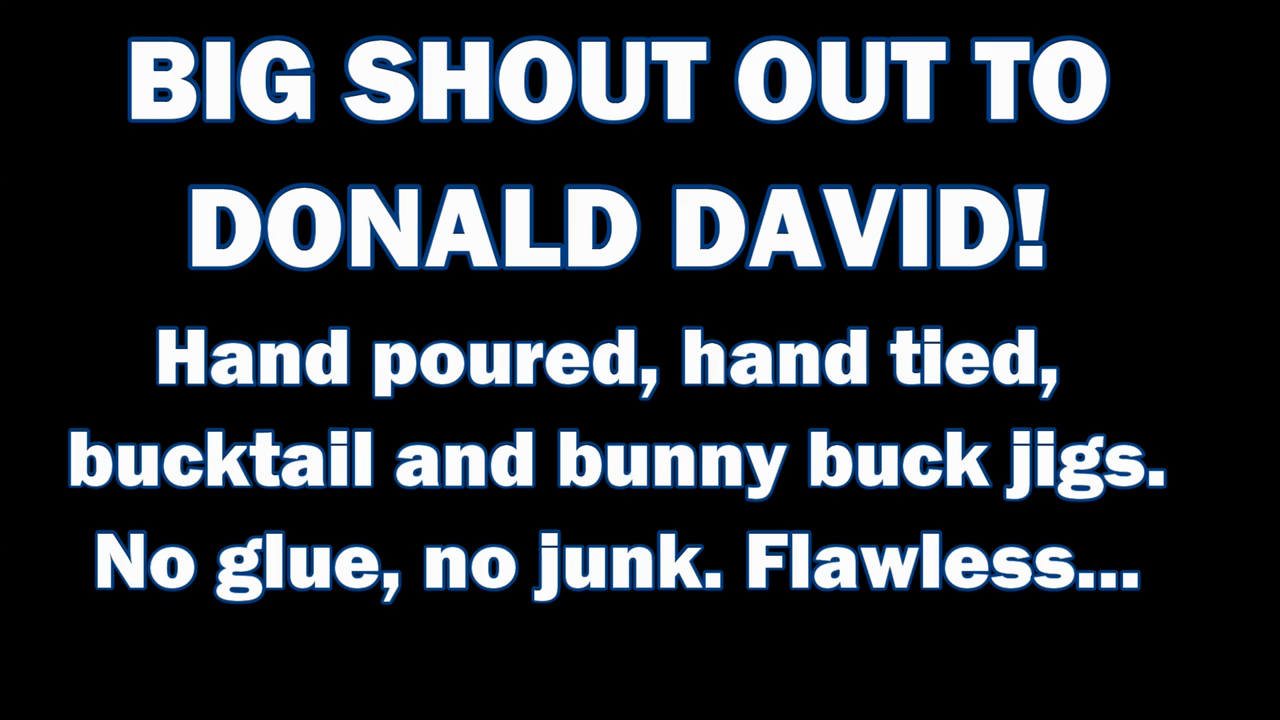 BIG SHOUT OUT TO
DONALD DAVID!
Hand poured, hand tied,
bucktail and bunny buck jigs.
No glue, no junk. Flawless...